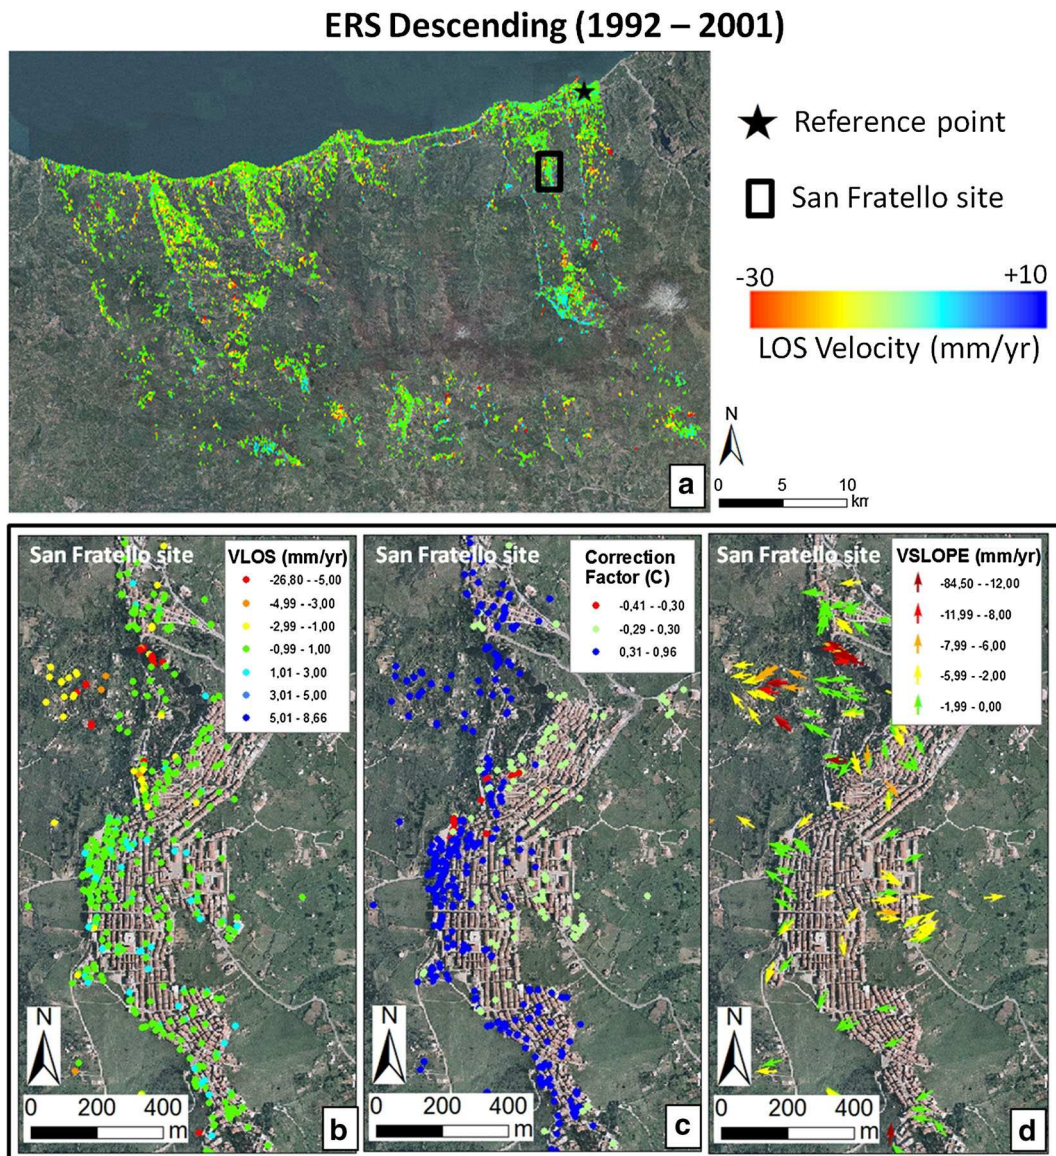 ERS Descending (1992 – 2001)
Reference point
San Fratello site
-30
+10
LOS Velocity (mm/yr)
N
0 5 10
km
a
San Fratello site
VLOS (mm/yr)
-26,80 - -5,00
-4,99 - -3,00
-2,99 - -1,00
-0,99 - 1,00
1,01 - 3,00
3,01 - 5,00
5,01 - 8,66
N
0 200 400
m
b
San Fratello site
Correction
Factor (C)
-0,41 - -0,30
-0,29 - 0,30
0,31 - 0,96
N
0 200 400
m
c
San Fratello site
VSLOPE (mm/yr)
-84,50 - -12,00
-11,99 - -8,00
-7,99 - -6,00
-5,99 - -2,00
-1,99 - 0,00
N
0 200 400
m
d